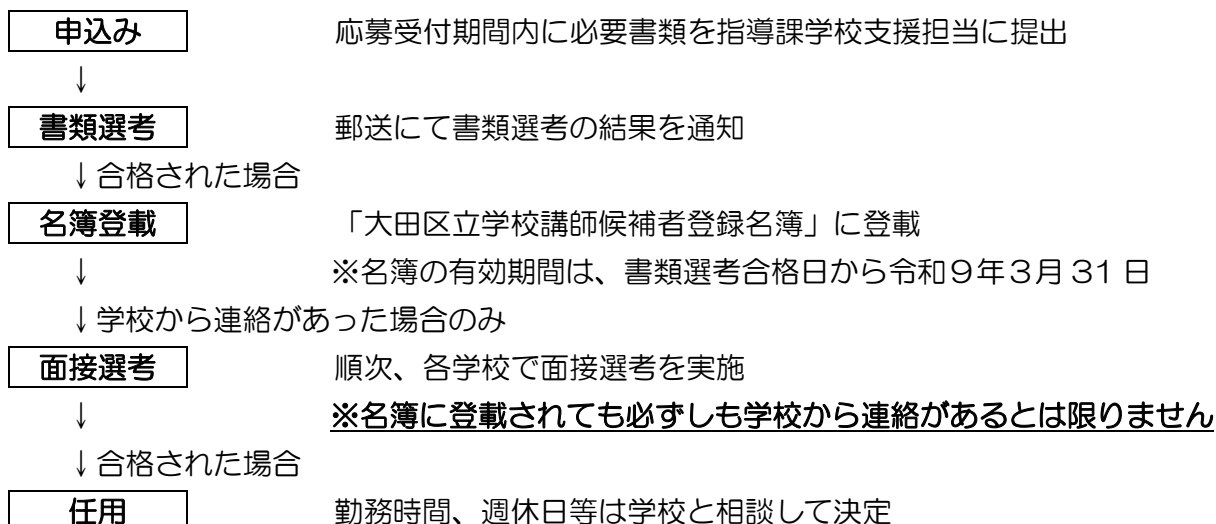 申込み 応募受付期間内に必要書類を指導課学校支援担当に提出
↓
書類選考 郵送にて書類選考の結果を通知
↓合格された場合
名簿登載 「大田区立学校講師候補者登録名簿」に登載
↓ ※名簿の有効期間は、書類選考合格日から令和９年３月 31 日
↓学校から連絡があった場合のみ
面接選考 順次、各学校で面接選考を実施
↓ ※名簿に登載されても必ずしも学校から連絡があるとは限りません
↓合格された場合
任用 勤務時間、週休日等は学校と相談して決定